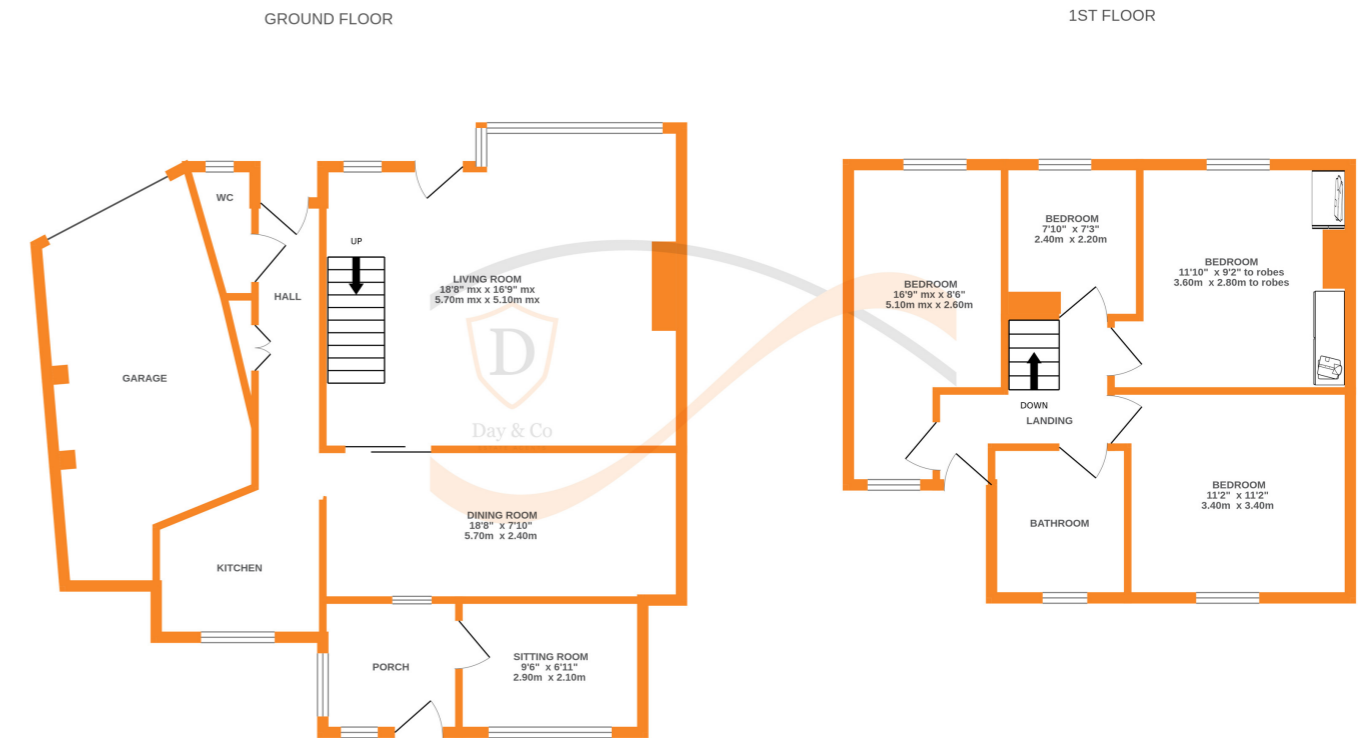 GROUND FLOOR
WC
HALL
UP
LIVING ROOM
18'8" mx x 16'9" mx
5.70m mx x 5.10m mx
GARAGE
D
Day & Co
DINING ROOM
18'8" x 7'10"
5.70m x 2.40m
KITCHEN
PORCH
SITTING ROOM
9'6" x 6'11"
2.90m x 2.10m
1ST FLOOR
BEDROOM
16'9" mx x 8'6"
5.10m mx x 2.60m
BEDROOM
7'10" x 7'3"
2.40m x 2.20m
BEDROOM
11'10" x 9'2" to robes
3.60m x 2.80m to robes
DOWN
LANDING
BATHROOM
BEDROOM
11'2" x 11'2"
3.40m x 3.40m